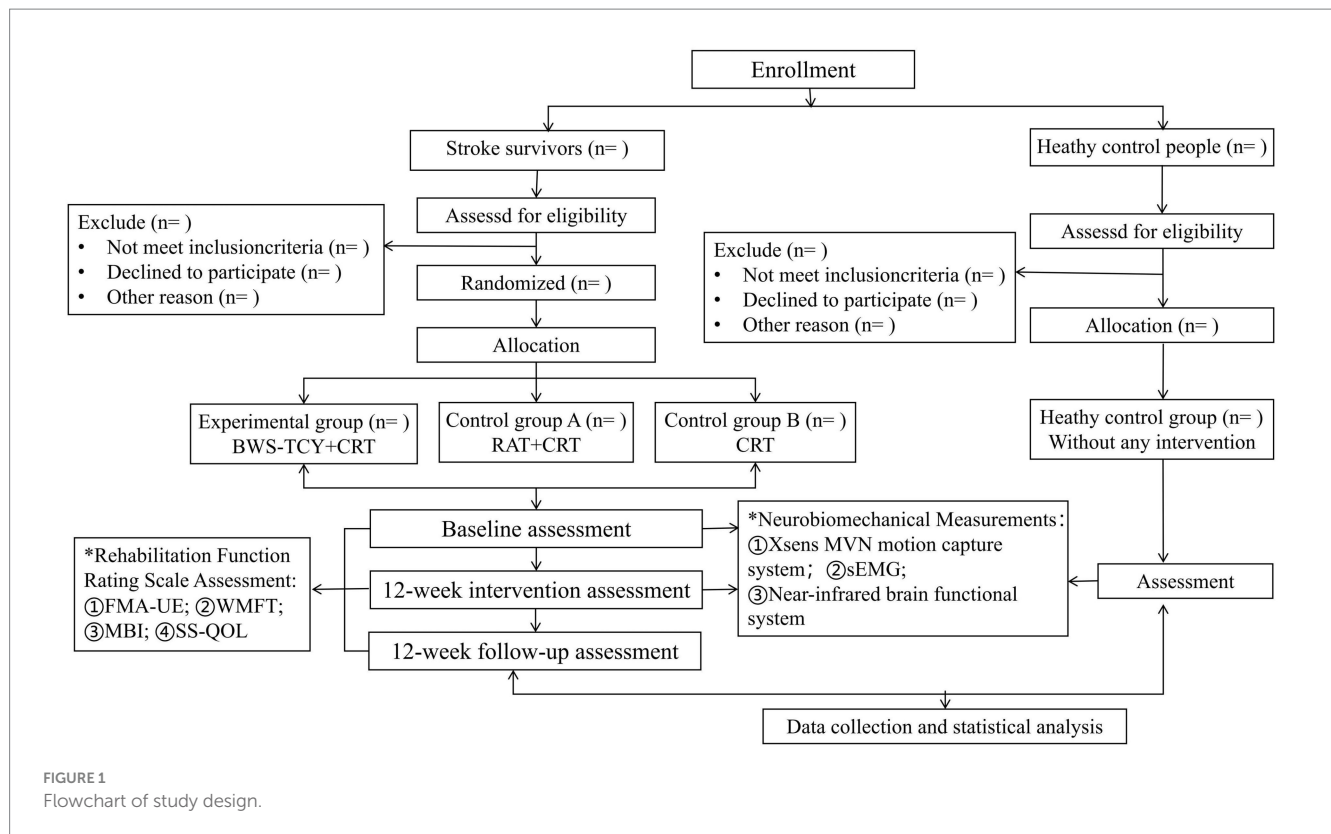 Enrollment
Stroke survivors (n= )
Heathy control people (n= )
Assessd for eligibility
Exclude (n= )
• Not meet inclusioncriteria (n= )
• Declined to participate (n= )
• Other reason (n= )
Assessd for eligibility
Exclude (n= )
• Not meet inclusioncriteria (n= )
• Declined to participate (n= )
• Other reason (n= )
Randomized (n= )
Allocation (n= )
Allocation
Experimental group (n= )
BWS-TCY+CRT
Control group A (n= )
RAT+CRT
Control group B (n= )
CRT
Heathy control group (n= )
Without any intervention
Baseline assessment
*Neurobiomechanical Measurements：
①Xsens MVN motion capture
system；②sEMG;
③Near-infrared brain functional
system
*Rehabilitation Function
Rating Scale Assessment:
①FMA-UE; ②WMFT;
③MBI; ④SS-QOL
12-week intervention assessment
Assessment
12-week follow-up assessment
Data collection and statistical analysis
FIGURE 1
Flowchart of study design.